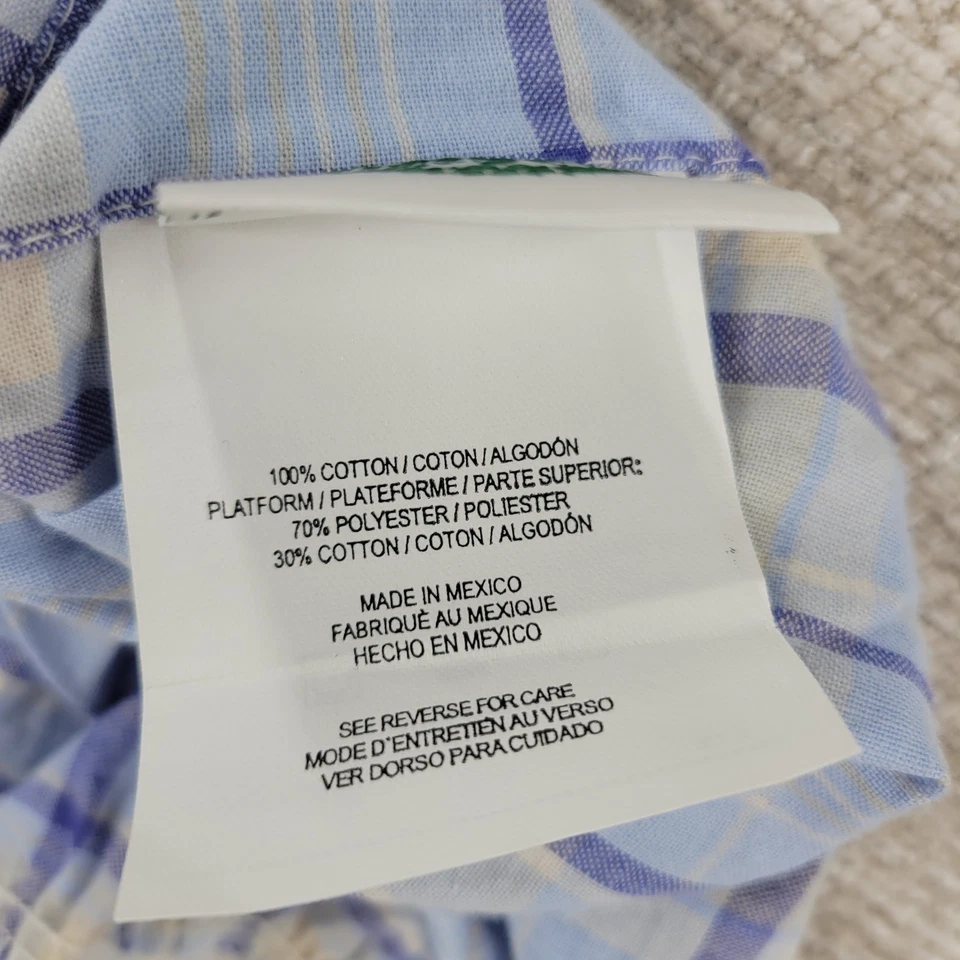 100% COTTON / COTON / ALGODÓN
PLATFORM / PLATEFORME / PARTE SUPERIOR:
70% POLYESTER / POLIESTER
30% COTTON / COTON / ALGODÓN
MADE IN MEXICO
FABRIQUÈ AU MEXIQUE
HECHO EN MEXICO
SEE REVERSE FOR CARE
MODE D'ENTRETIEN AU VERSO
VER DORSO PARA CUIDADO